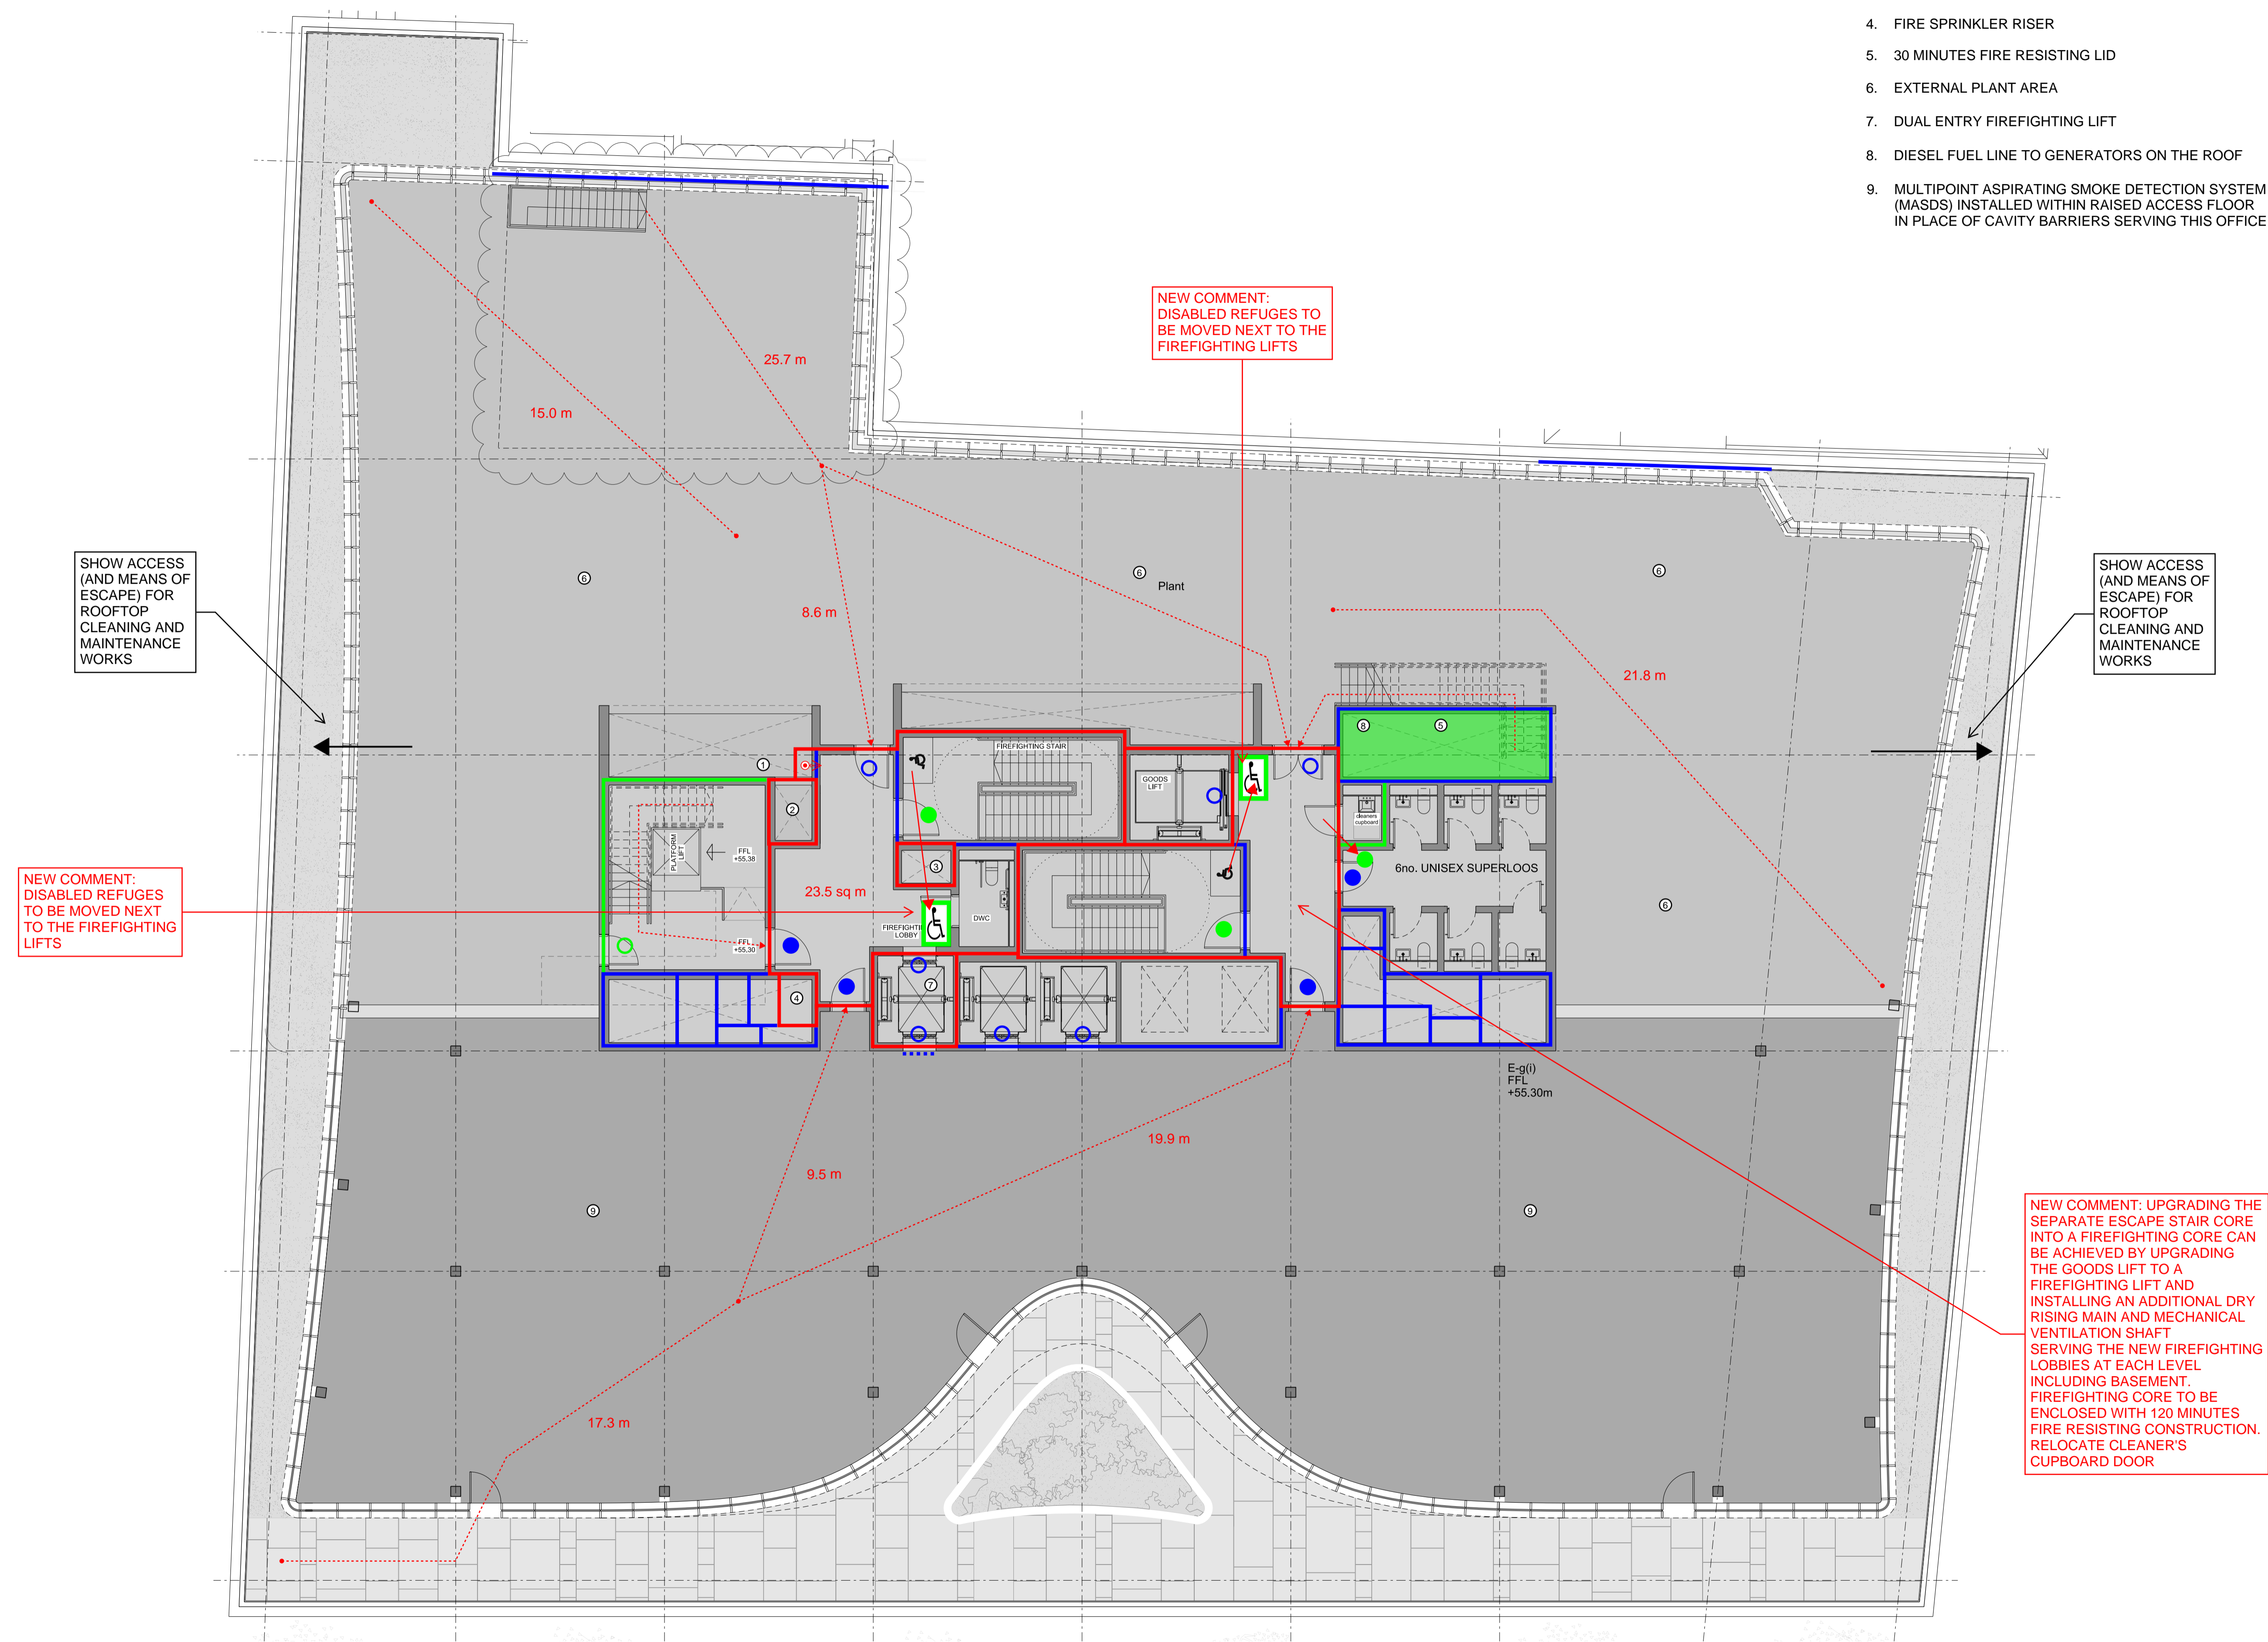 4. FIRE SPRINKLER RISER
5. 30 MINUTES FIRE RESISTING LID
6. EXTERNAL PLANT AREA
7. DUAL ENTRY FIREFIGHTING LIFT
8. DIESEL FUEL LINE TO GENERATORS ON THE ROOF
9. MULTIPOINT ASPIRATING SMOKE DETECTION SYSTEM
(MASDS) INSTALLED WITHIN RAISED ACCESS FLOOR
IN PLACE OF CAVITY BARRIERS SERVING THIS OFFICE
NEW COMMENT:
DISABLED REFUGES TO
BE MOVED NEXT TO THE
FIREFIGHTING LIFTS
25.7 m
15.0 m
SHOW ACCESS
(AND MEANS OF
ESCAPE) FOR
ROOFTOP
CLEANING AND
MAINTENANCE
WORKS
6
6
Plant
6
SHOW ACCESS
(AND MEANS OF
ESCAPE) FOR
ROOFTOP
CLEANING AND
MAINTENANCE
WORKS
8.6 m
21.8 m
8
5
FIREFIGHTING STAIR
1
GOODS
LIFT
2
cleaners
cupboard
PLATFORM
LIFT
FFL
+55,38
3
6no. UNISEX SUPERLOOS
NEW COMMENT:
DISABLED REFUGES
TO BE MOVED NEXT
TO THE FIREFIGHTING
LIFTS
23.5 sq m
6
DWC
FIREFIGHTI
LOBBY
FFL
+55,30
7
4
E-g(i)
FFL
+55.30m
19.9 m
9.5 m
9
9
17.3 m
NEW COMMENT: UPGRADING THE
SEPARATE ESCAPE STAIR CORE
INTO A FIREFIGHTING CORE CAN
BE ACHIEVED BY UPGRADING
THE GOODS LIFT TO A
FIREFIGHTING LIFT AND
INSTALLING AN ADDITIONAL DRY
RISING MAIN AND MECHANICAL
VENTILATION SHAFT
SERVING THE NEW FIREFIGHTING
LOBBIES AT EACH LEVEL
INCLUDING BASEMENT.
FIREFIGHTING CORE TO BE
ENCLOSED WITH 120 MINUTES
FIRE RESISTING CONSTRUCTION.
RELOCATE CLEANER'S
CUPBOARD DOOR